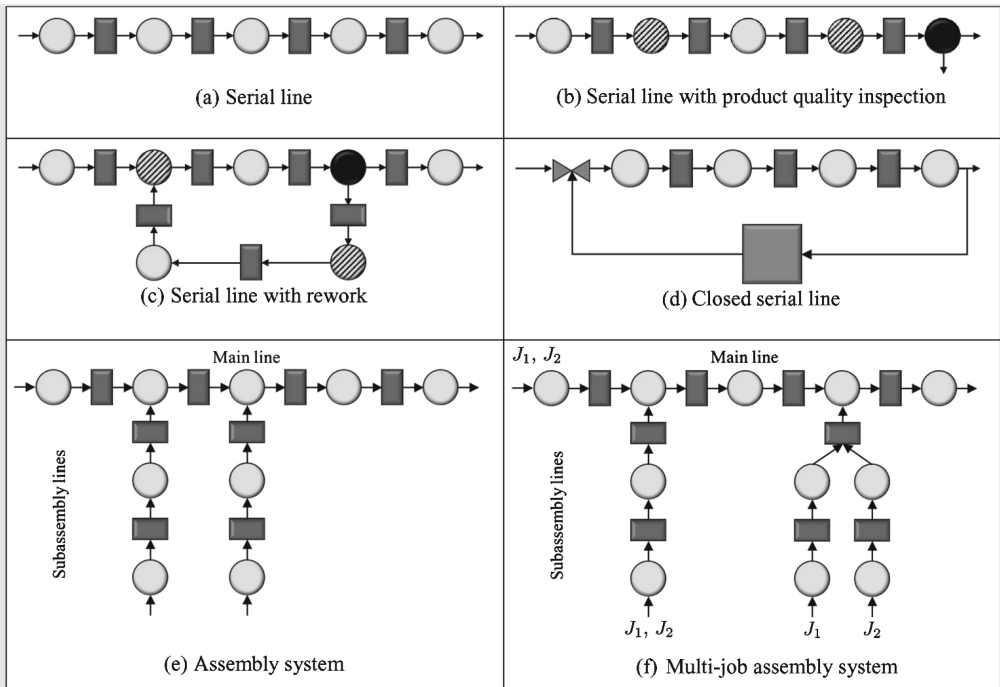 (a) Serial line
(b) Serial line with product quality inspection
(c) Serial line with rework
(d) Closed serial line
Main line
Subassembly lines
(e) Assembly system
J₁, J₂
Main line
Subassembly lines
J₁, J₂
J₁
J₂
(f) Multi-job assembly system